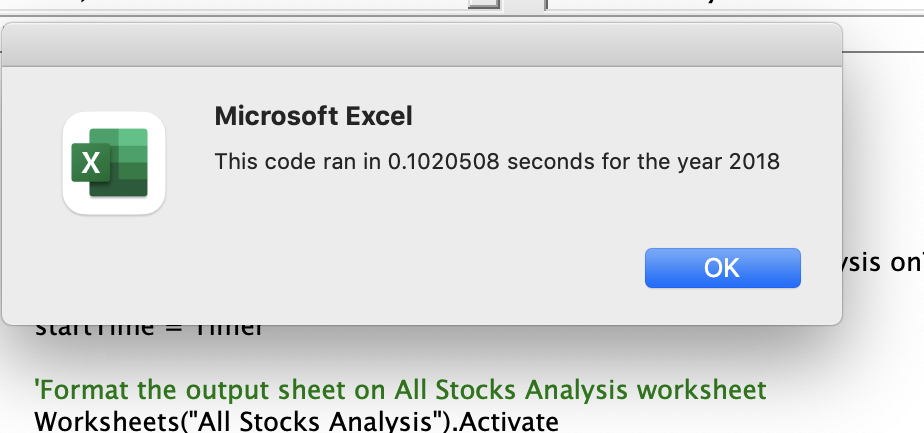 Microsoft Excel
This code ran in 0.1020508 seconds for the year 2018
X
OK
ysis on
startTime = Timer
'Format the output sheet on All Stocks Analysis worksheet
Worksheets("All Stocks Analysis").Activate